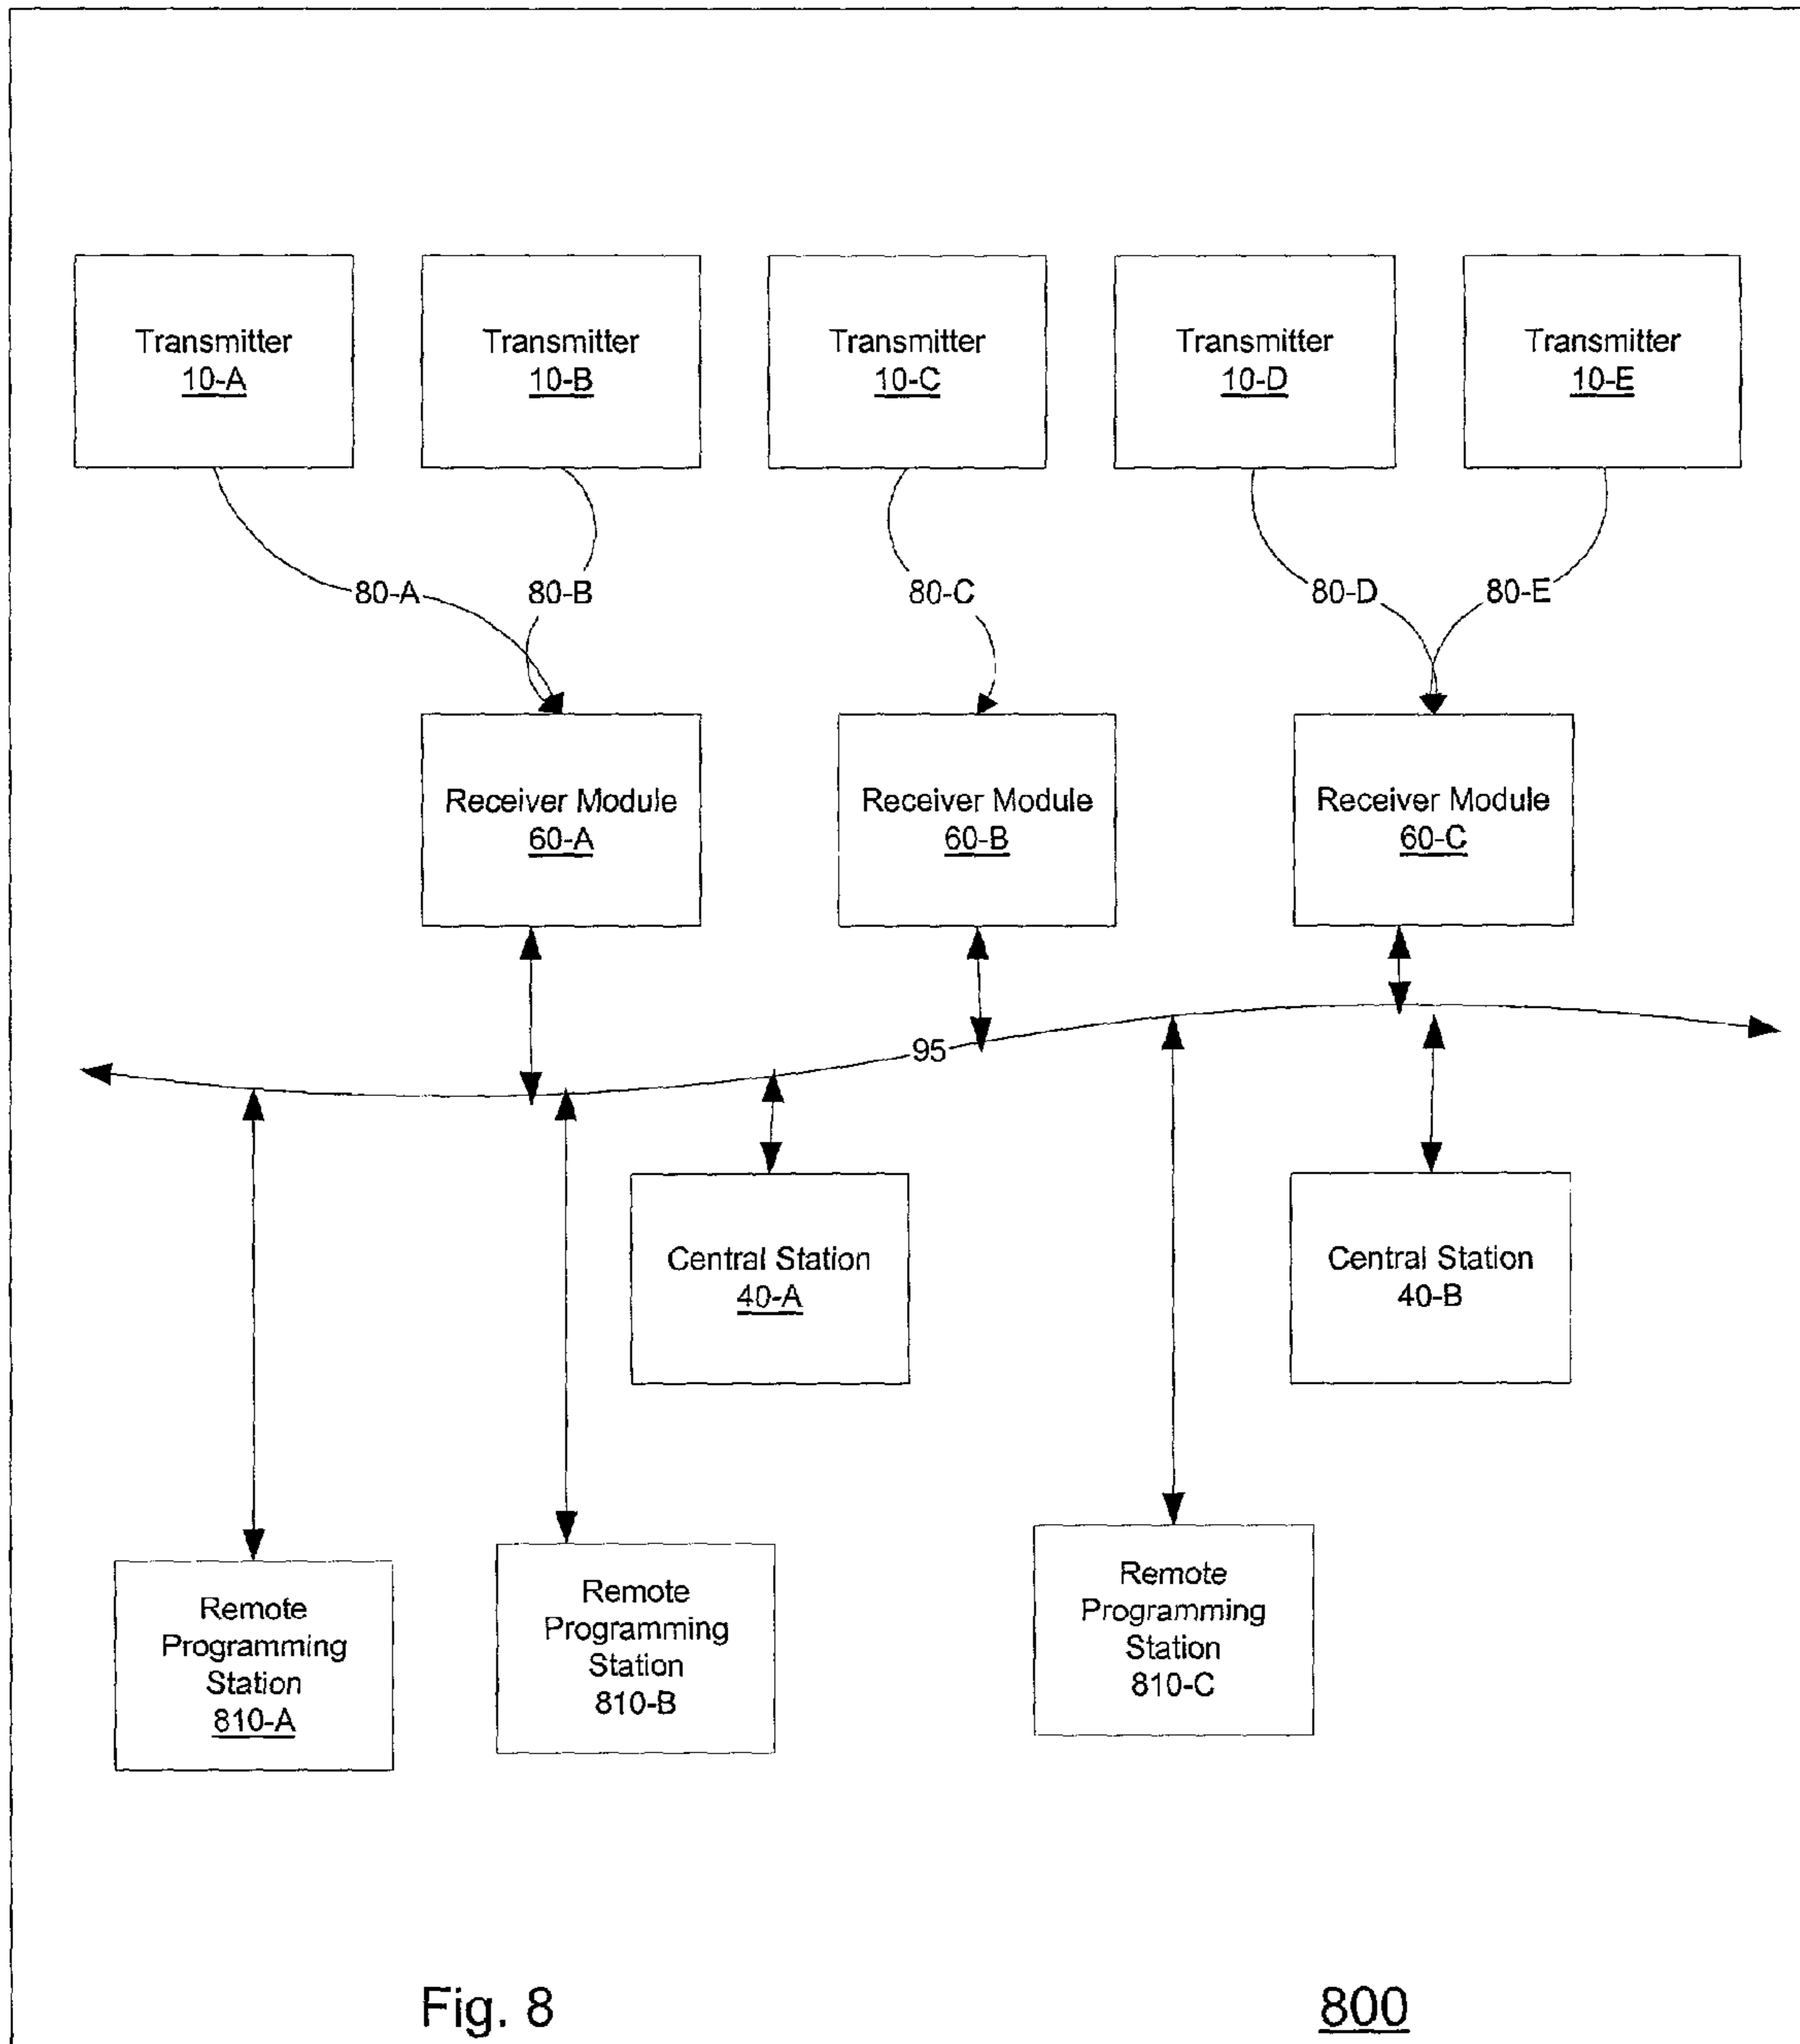 Transmitter
10-A
Transmitter
10-B
Transmitter
10-C
Transmitter
10-D
Transmitter
10-E
80-A
80-B
80-C
80-D
80-E
Receiver Module
60-A
Receiver Module
60-B
Receiver Module
60-C
95
Central Station
40-A
Central Station
40-B
Remote
Programming
Station
810-A
Remote
Programming
Station
810-B
Remote
Programming
Station
810-C
Fig. 8
800